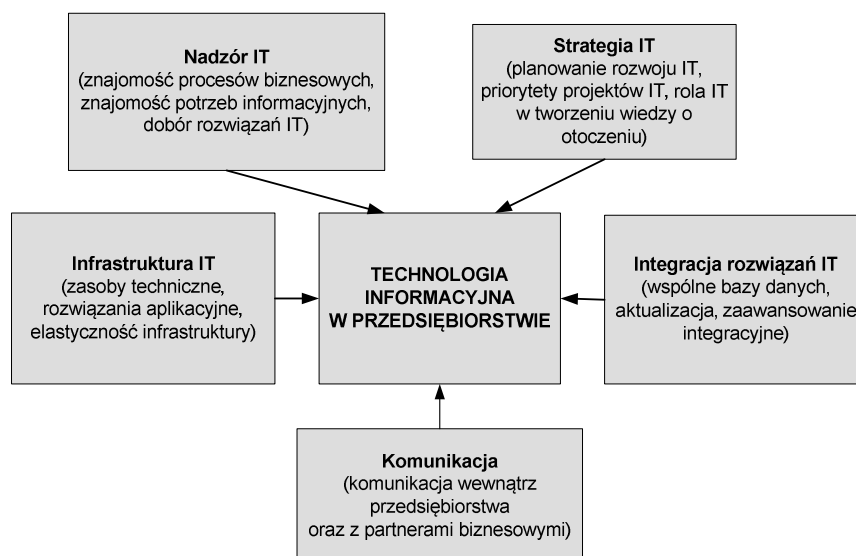 Nadzór IT
(znajomość procesów biznesowych,
znajomość potrzeb informacyjnych,
dobór rozwiązań IT)
Strategia IT
(planowanie rozwoju IT,
priorytety projektów IT, rola IT
w tworzeniu wiedzy o
otoczeniu)
Infrastruktura IT
(zasoby techniczne,
rozwiązania aplikacyjne,
elastyczność infrastruktury)
TECHNOLOGIA
INFORMACYJNA
W PRZEDSIĘBIORSTWIE
Integracja rozwiązań IT
(wspólne bazy danych,
aktualizacja, zaawansowanie
integracyjne)
Komunikacja
(komunikacja wewnątrz
przedsiębiorstwa
oraz z partnerami biznesowymi)